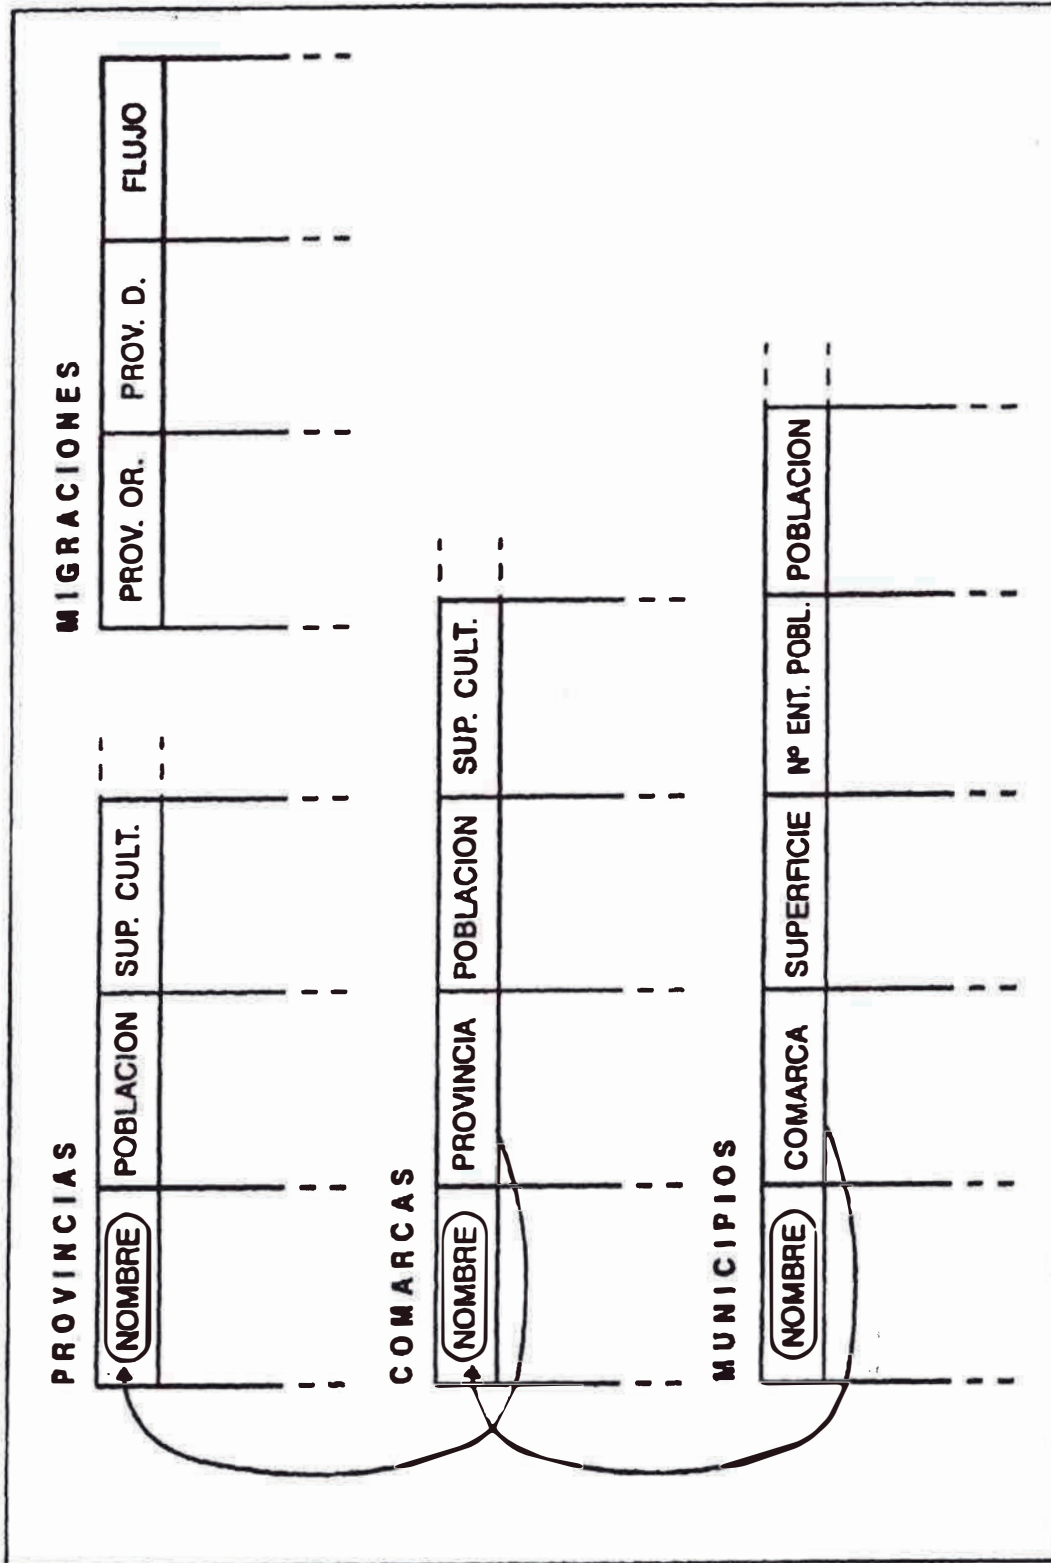 PROVINCIAS
NOMBRE POBLACION SUP. CULT.
MIGRACIONES
PROV. OR. PROV. D. FLUJO
COMARCAS
NOMBRE PROVINCIA POBLACION SUP. CULT.
MUNICIPIOS
NOMBRE COMARCA SUPERFICIE Nº ENT. POBL. POBLACION